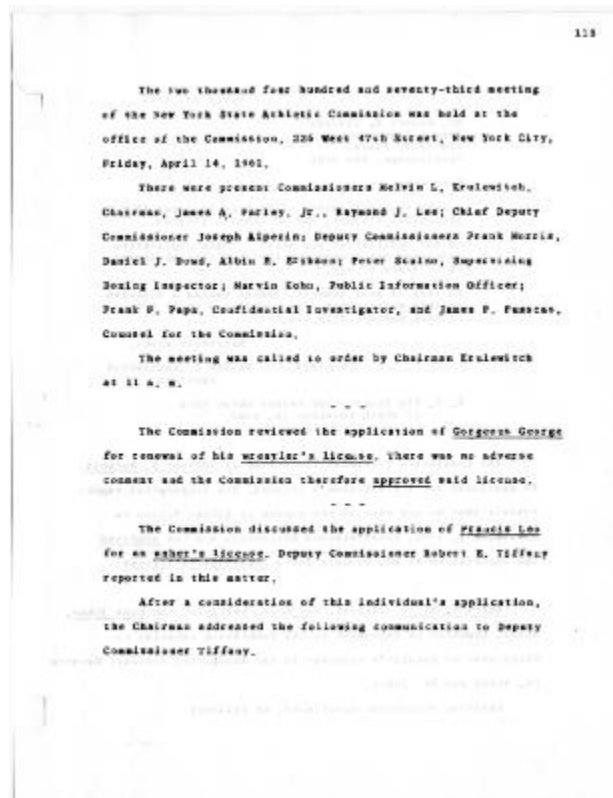 118
The two thousand four hundred and seventy-third meeting
of the New York State Athletic Commission was held at the
office of the Commission, 226 West 47th Street, New York City,
Friday, April 14, 1961.
There were present Commissioners Melvin L. Krulewitch,
Chairman, James A. Farley, Jr., Raymond J. Lee; Chief Deputy
Commissioner Joseph Alperin; Deputy Commissioners Frank Morris,
Daniel J. Dowd, Albin E. Peter Scalzo, Supervising
Boxing Inspector; Marvin Kohn, Public Information Officer;
Frank P. Papa, Confidential Investigator, and James P.
Counsel for the Commission.
The meeting was called to order by Chairman Krulewitch
at 11 a. m.
- - -
The Commission reviewed the application of Gorgeous George
for renewal of his wrestler's license. There was no adverse
comment and the Commission therefore approved said license.
- - -
The Commission discussed the application of Francis Leo
for an usher's license. Deputy Commissioner Robert E. Tiffany
reported in this matter.
After a consideration of this individual's application,
the Chairman addressed the following communication to Deputy
Commissioner Tiffany.